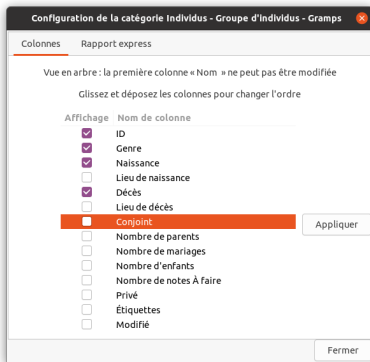 Configuration de la catégorie Individus - Groupe d'individus - Gramps
Colonnes Rapport express
Vue en arbre : la première colonne « Nom » ne peut pas être modifiée
Glissez et déposez les colonnes pour changer l'ordre
Affichage Nom de colonne
ID
Genre
Naissance
Lieu de naissance
Décès
Lieu de décès
Conjoint
Appliquer
Nombre de parents
Nombre de mariages
Nombre d'enfants
Nombre de notes À faire
Privé
Étiquettes
Modifié
Fermer